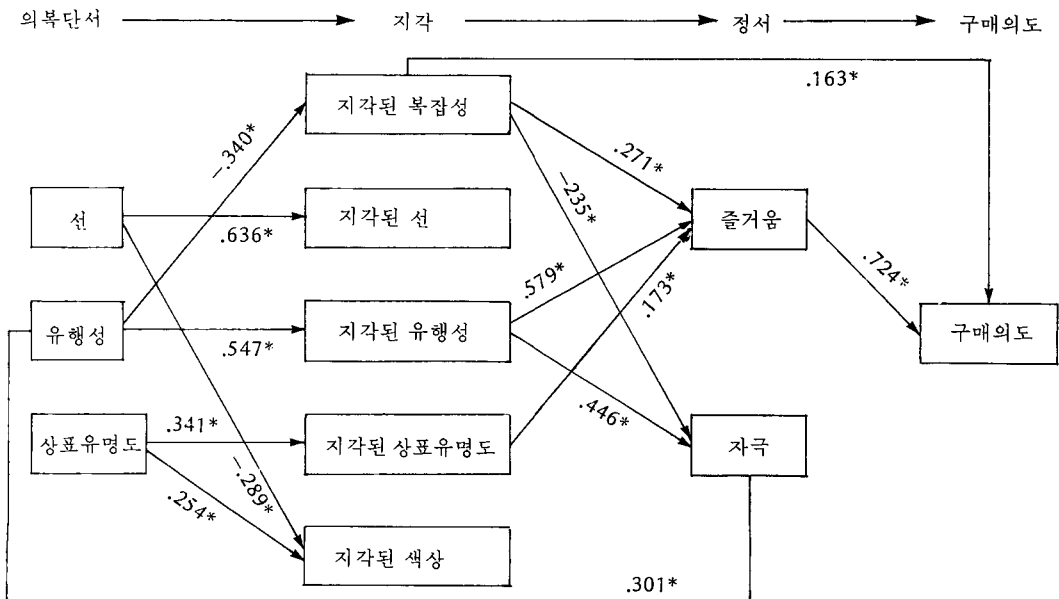 의복단서 지각 정서 구매의도
.163*
지각된 복잡성
-.340*
.271*
-235*
선
지각된 선
.636*
즐거움
.579*
.173*
.724*
유행성
지각된 유행성
.547*
구매의도
.446*
상표유명도
.341*
지각된 상표유명도
자극
-.289*
.254*
지각된 색상
.301*